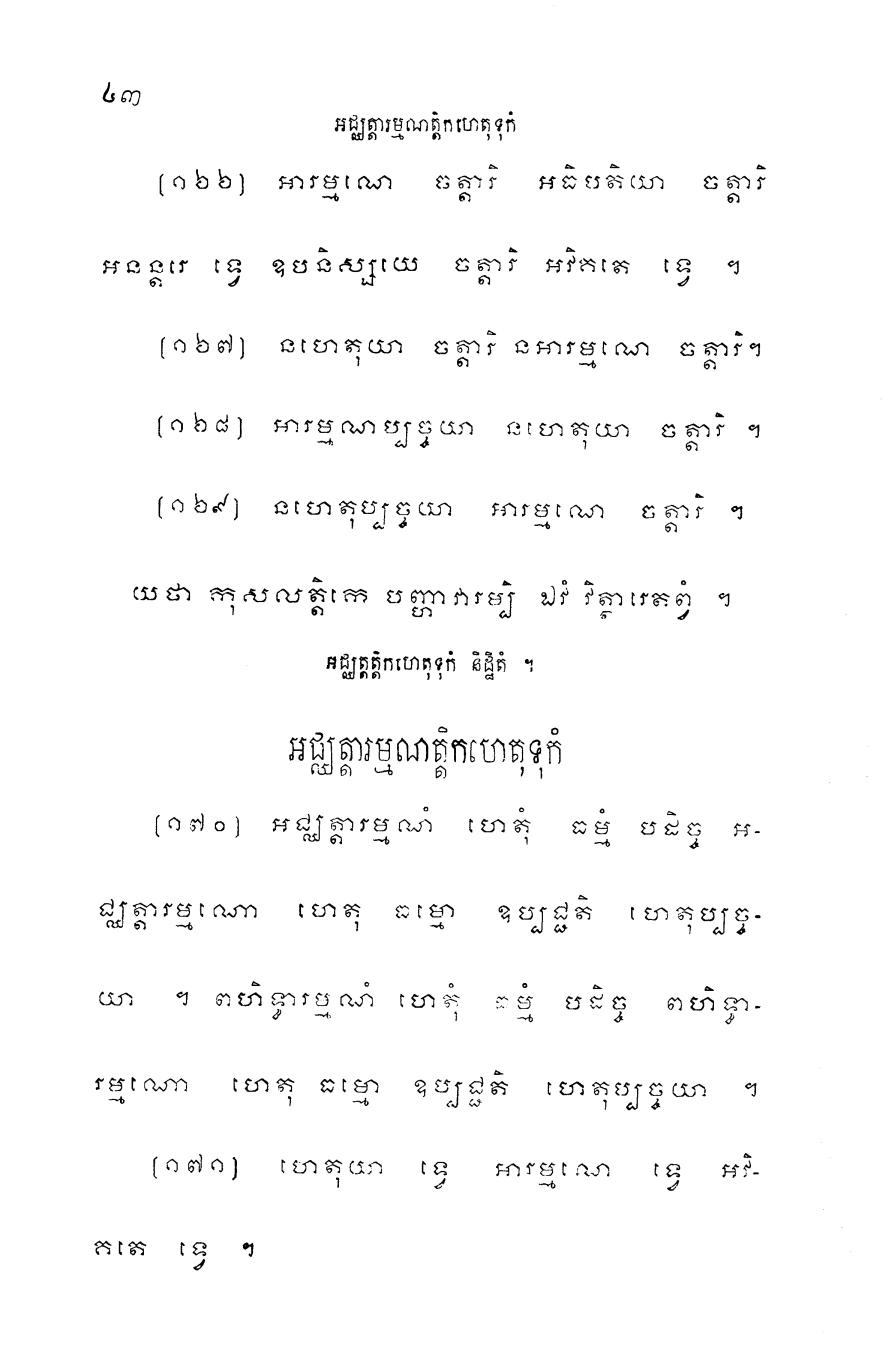 ៤៣
អជ្ឈត្តារម្មណត្តិកហេតុទុកំ
(១៦៦) អារម្មណេ ចត្តារិ អធិបតិយា ចត្តារិ
អនន្តរេ ទ្វេ ឧបនិស្សយេ ចត្តារិ អវិគតេ ទ្វេ ។
(១៦៧) នហេតុយា ចត្តារិ នអារម្មណេ ចត្តារិ។
(១៦៨) អារម្មណប្បច្ចយា នហេតុយា ចត្តារិ ។
(១៦៩) នហេតុប្បច្ចយា អារម្មណេ ចត្តារិ ។
យថា កុសលត្តិកេ បញ្ហាវារម្បិ ឯវំ វិត្ថារេតព្វំ ។
អជ្ឈត្តត្តិកហេតុទុកំ និដ្ឋិតំ ។
អជ្ឈត្តារម្មណត្តិកហេតុទុកំ
(១៧០) អជ្ឈត្តារម្មណំ ហេតុំ ធម្មំ បដិច្ច អ-
ជ្ឈត្តារម្មណោ ហេតុ ធម្មោ ឧប្បជ្ជតិ ហេតុប្បច្ច-
យា ។ ពហិទ្ធារម្មណំ ហេតុំ ធម្មំ បដិច្ច ពហិទ្ធា-
រម្មណោ ហេតុ ធម្មោ ឧប្បជ្ជតិ ហេតុប្បច្ចយា ។
(១៧១) ហេតុយា ទ្វេ អារម្មណេ ទ្វេ អវិ-
គតេ ទ្វេ ។